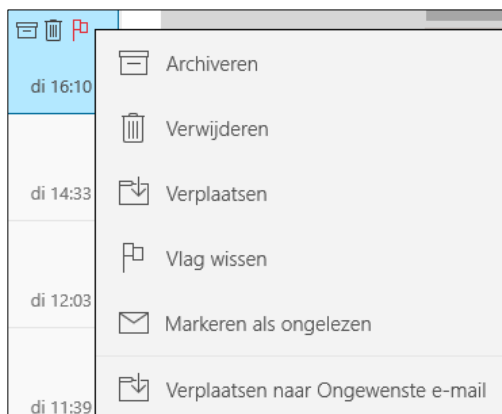 di 16:10
Archiveren
Verwijderen
di 14:33
Verplaatsen
Vlag wissen
di 12:03
Markeren als ongelezen
Verplaatsen naar Ongewenste e-mail
di 11:39